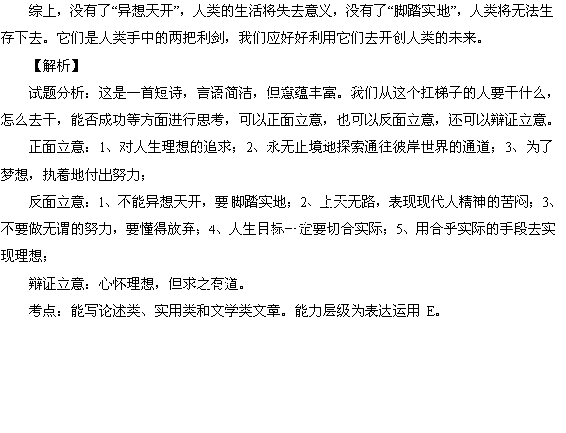 综上，没有了“异想天开”，人类的生活将失去意义，没有了“脚踏实地”，人类将无法生
存下去。它们是人类手中的两把利剑，我们应好好利用它们去开创人类的未来。
【解析】
试题分析：这是一首短诗，言语简洁，但意蕴丰富。我们从这个扛梯子的人要干什么，
怎么去干，能否成功等方面进行思考，可以正面立意，也可以反面立意，还可以辩证立意。
正面立意：1、对人生理想的追求；2、永无止境地探索通往彼岸世界的通道；3、为了
梦想，执着地付出努力；
反面立意：1、不能异想天开，要脚踏实地；2、上天无路，表现现代人精神的苦闷；3、
不要做无谓的努力，要懂得放弃；4、人生目标一定要切合实际；5、用合乎实际的手段去实
现理想；
辩证立意：心怀理想，但求之有道。
考点：能写论述类、实用类和文学类文章。能力层级为表达运用 E。